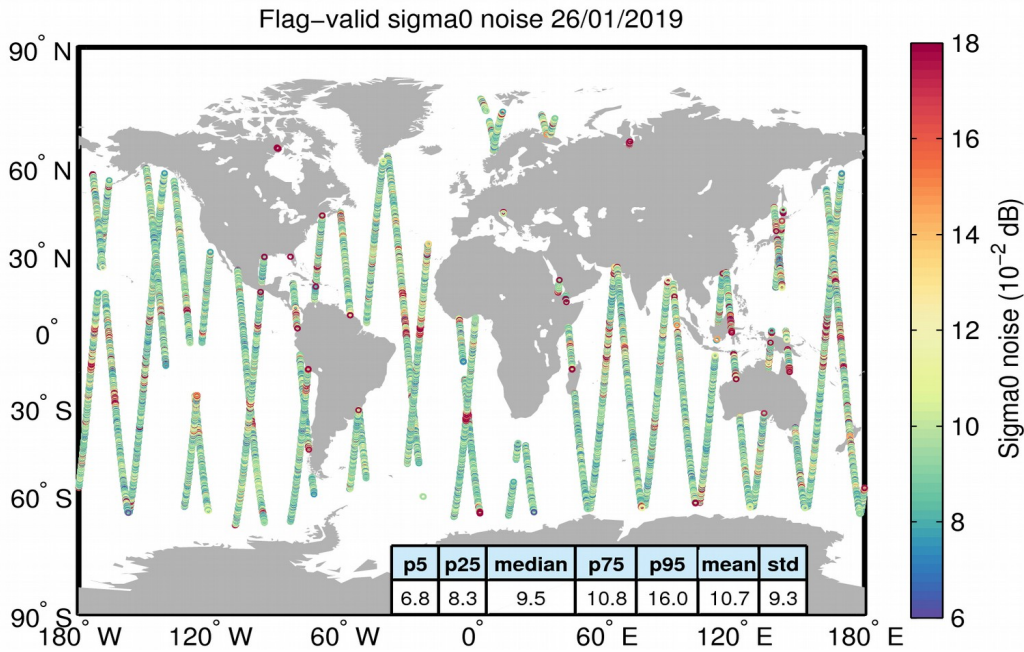 Flag−valid sigma0 noise 26/01/2019
90° N
60° N
30° N
0°
30° S
60° S
90° S
180° W 120° W 60° W 0° 60° E 120° E 180° E
p5 p25 median p75 p95 mean std
6.8 8.3 9.5 10.8 16.0 10.7 9.3
18
16
14
12
10
8
6
Sigma0 noise (10⁻² dB)